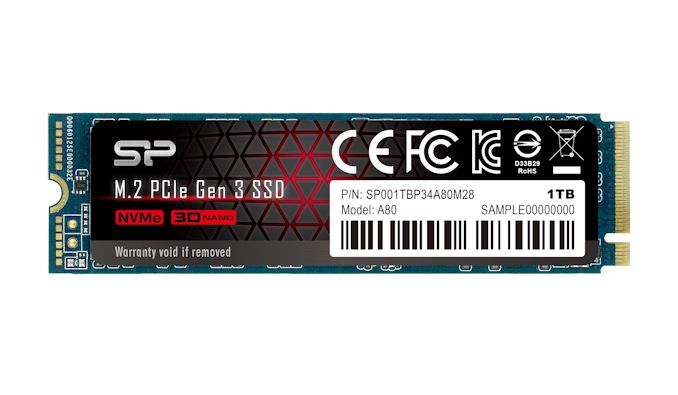 SP
M.2 PCIe Gen 3 SSD
NVMe 3D NAND
Warranty void if removed
CE FC
D33B29
RoHS
P/N: SP001TBP34A80M28 1TB
Model: A80 SAMPLE00000000